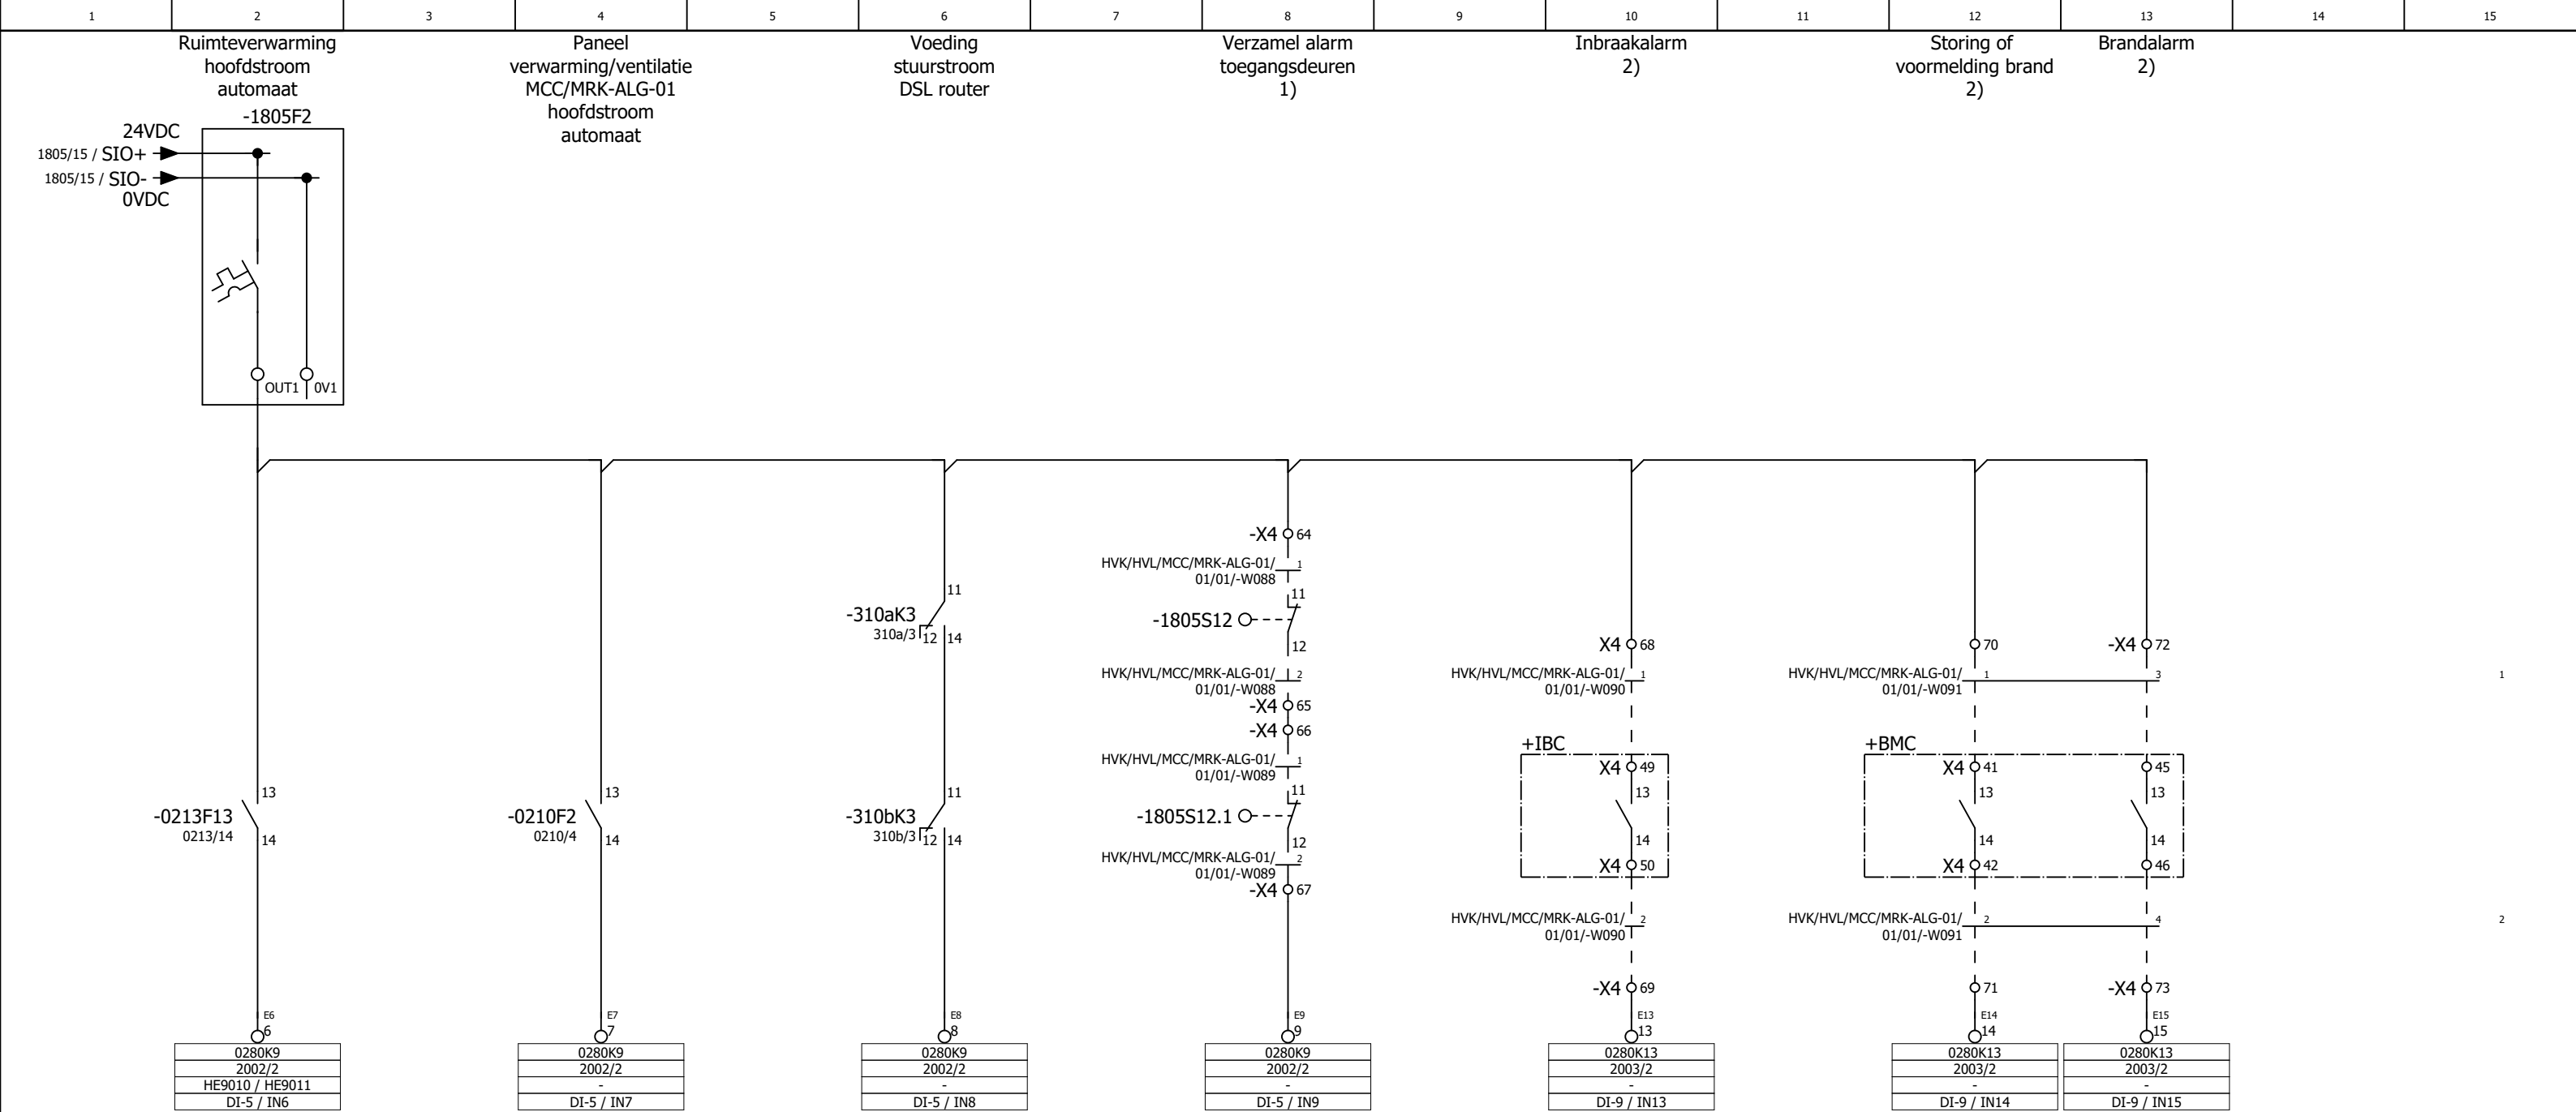 1 2 3 4 5 6 7 8 9 10 11 12 13 14 15
Ruimteverwarming
hoofdstroom
automaat
Paneel
verwarming/ventilatie
MCC/MRK-ALG-01
hoofdstroom
automaat
Voeding
stuurstroom
DSL router
Verzamel alarm
toegangsdeuren
1)
Inbraakalarm
2)
Storing of
voormelding brand
2)
Brandalarm
2)
-1805F2
24VDC
1805/15 / SIO+
1805/15 / SIO-
0VDC
OUT1 0V1
13
-0213F13
0213/14
14
E6
6
0280K9
2002/2
HE9010 / HE9011
DI-5 / IN6
13
-0210F2
0210/4
14
E7
7
0280K9
2002/2
-
DI-5 / IN7
11
-310aK3
310a/3
12 14
11
-310bK3
310b/3
12 14
E8
8
0280K9
2002/2
-
DI-5 / IN8
-X4 64
HVK/HVL/MCC/MRK-ALG-01/ 1
01/01/-W088
11
-1805S12
12
HVK/HVL/MCC/MRK-ALG-01/ 2
01/01/-W088
-X4 65
-X4 66
HVK/HVL/MCC/MRK-ALG-01/ 1
01/01/-W089
11
-1805S12.1
12
HVK/HVL/MCC/MRK-ALG-01/ 2
01/01/-W089
-X4 67
E9
9
0280K9
2002/2
-
DI-5 / IN9
X4 68
HVK/HVL/MCC/MRK-ALG-01/ 1
01/01/-W090
+IBC
X4 49
13
14
X4 50
HVK/HVL/MCC/MRK-ALG-01/ 2
01/01/-W090
-X4 69
E13
13
0280K13
2003/2
-
DI-9 / IN13
70
HVK/HVL/MCC/MRK-ALG-01/ 1
01/01/-W091
+BMC
X4 41
13
14
X4 42
HVK/HVL/MCC/MRK-ALG-01/ 2
01/01/-W091
71
E14
14
0280K13
2003/2
-
DI-9 / IN14
-X4 72
3
45
13
14
46
4
-X4 73
E15
15
0280K13
2003/2
-
DI-9 / IN15
1
2